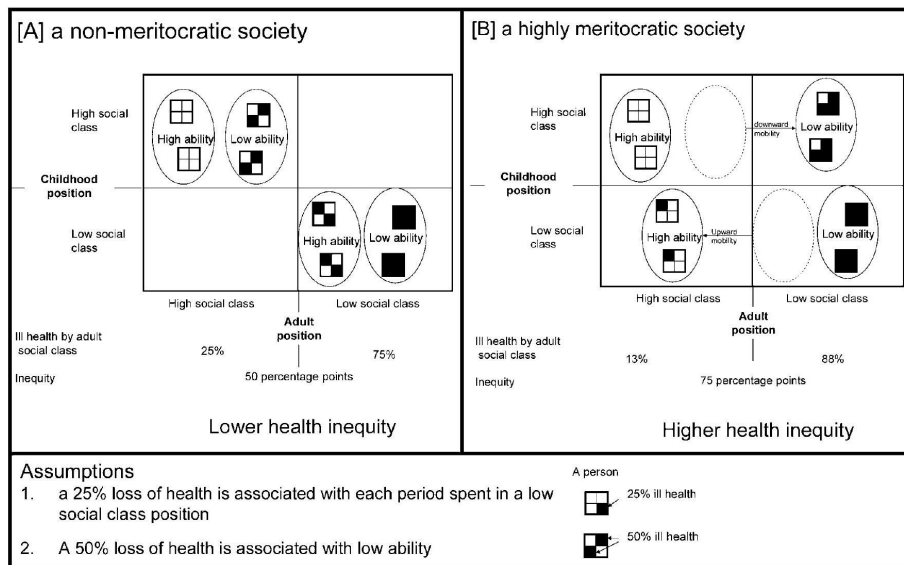 [A] a non-meritocratic society
High social
class
High ability
Low ability
Childhood
position
Low social
class
High ability
Low ability
High social class
Low social class
Adult
position
Ill health by adult
social class
25%
75%
Inequity
50 percentage points
Lower health inequity
[B] a highly meritocratic society
High social
class
High ability
downward
mobility
Low ability
Childhood
position
Low social
class
High ability
Upward
mobility
Low ability
High social class
Low social class
Adult
position
Ill health by adult
social class
13%
88%
Inequity
75 percentage points
Higher health inequity
Assumptions
1. a 25% loss of health is associated with each period spent in a low
social class position
2. A 50% loss of health is associated with low ability
A person
25% ill health
50% ill health